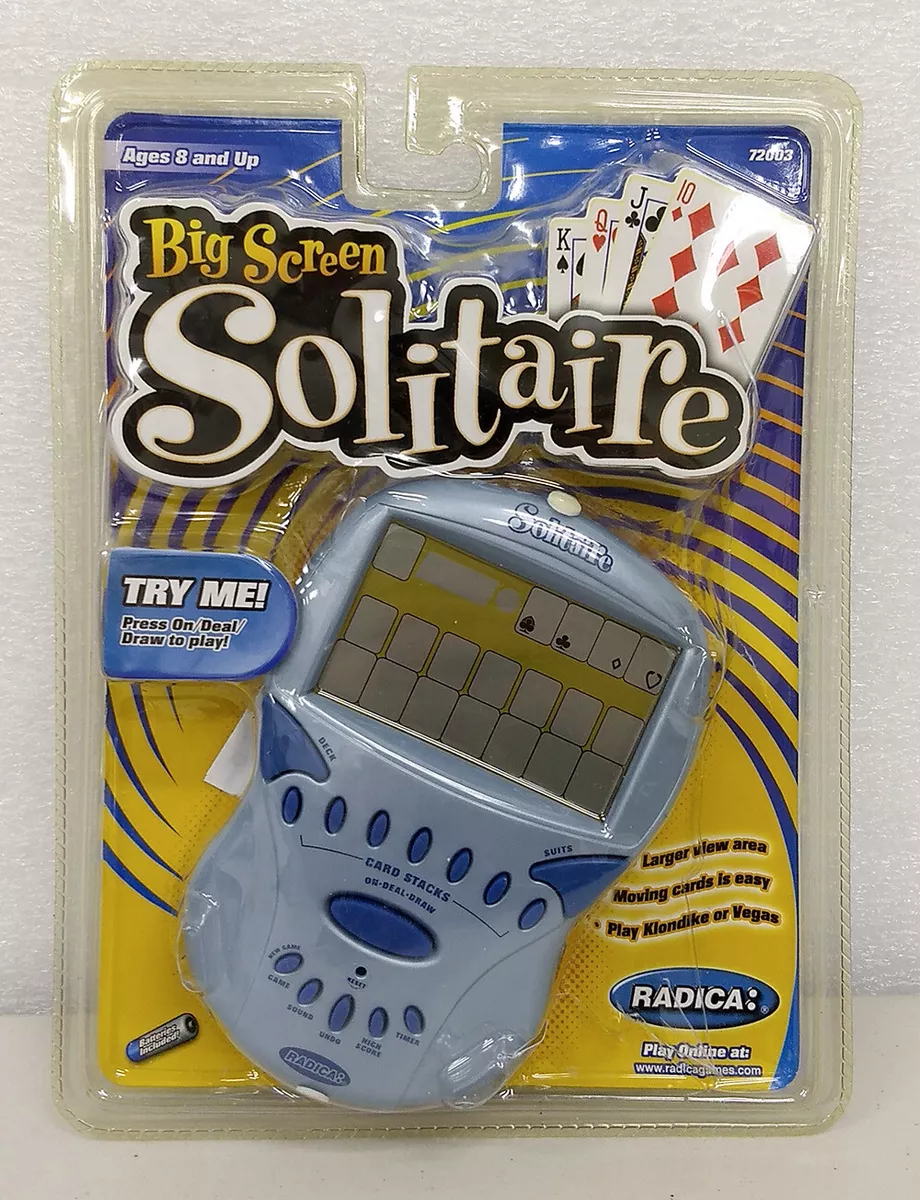 Ages 8 and Up
72003
Big Screen
Solitaire
K
Q
J
10
TRY ME!
Press On/Deal/
Draw to play!
Solitaire
DECK
SUITS
CARD STACKS
ON•DEAL•DRAW
NEW GAME
GAME
RESET
SOUND
UNDO
HIGH
SCORE
TIMER
RADICA:
Larger view area
Moving cards is easy
Play Klondike or Vegas
RADICA:®
Play Online at:
www.radicagames.com
Batteries
Included!